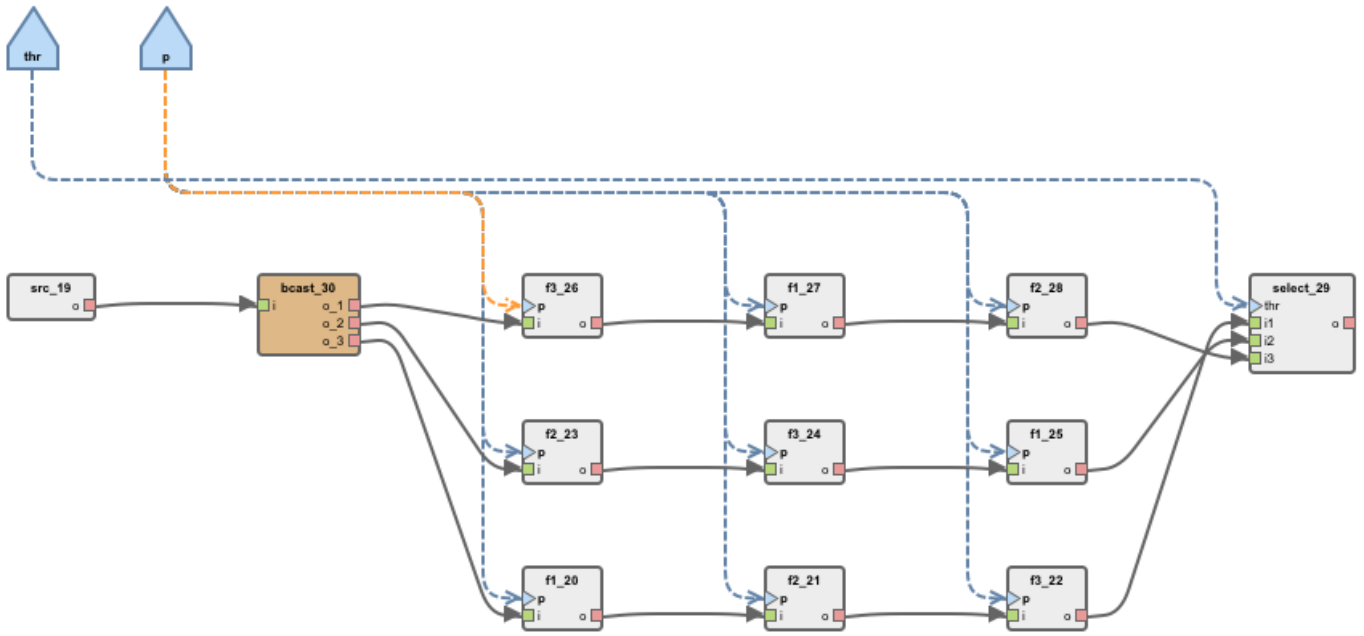 thr
p
src_19
o
bcast_30
i o_1
o_2
o_3
f3_26
p
i o
f1_27
p
i o
f2_28
p
i o
select_29
thr
i1 o
i2
i3
f2_23
p
i o
f3_24
p
i o
f1_25
p
i o
f1_20
p
i o
f2_21
p
i o
f3_22
p
i o